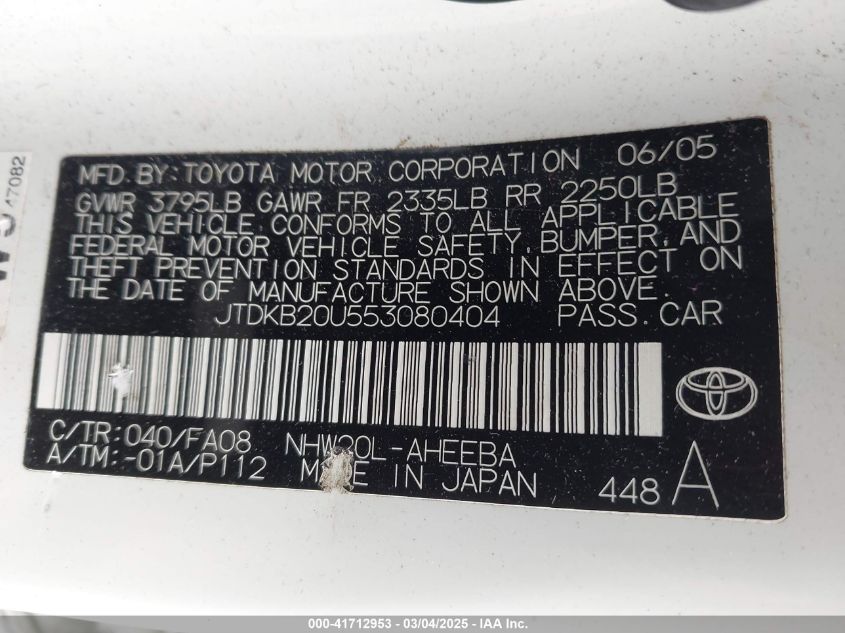 MFD.BY:TOYOTA MOTOR CORPORATION 06/05
GVWR 3795LB GAWR FR 2335LB RR 2250LB
THIS VEHICLE CONFORMS TO ALL APPLICABLE
FEDERAL MOTOR VEHICLE SAFETY,BUMPER,AND
THEFT PREVENTION STANDARDS IN EFFECT ON
THE DATE OF MANUFACTURE SHOWN ABOVE.
JTDKB20U553080404 PASS.CAR
C/TR:040/FA08 NHW20L-AHEEBA
A/TM:-01A/P112 MADE IN JAPAN 448 A
47082
000-41712953 - 03/04/2025 - IAA Inc.